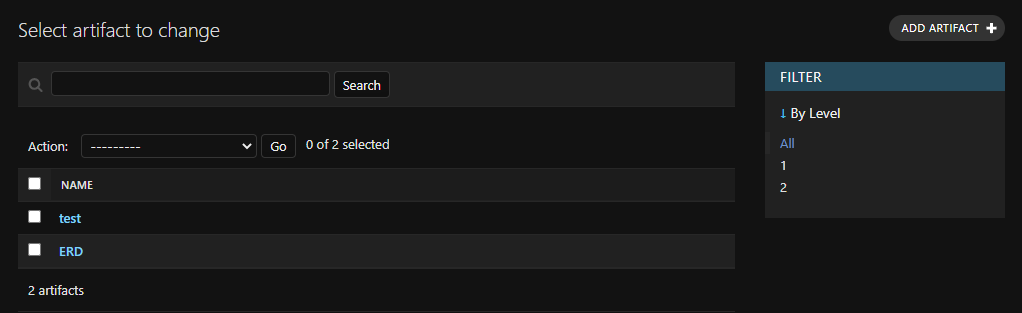 Select artifact to change
ADD ARTIFACT +
Search
Action: --------- Go 0 of 2 selected
NAME
test
ERD
2 artifacts
FILTER
↓ By Level
All
1
2